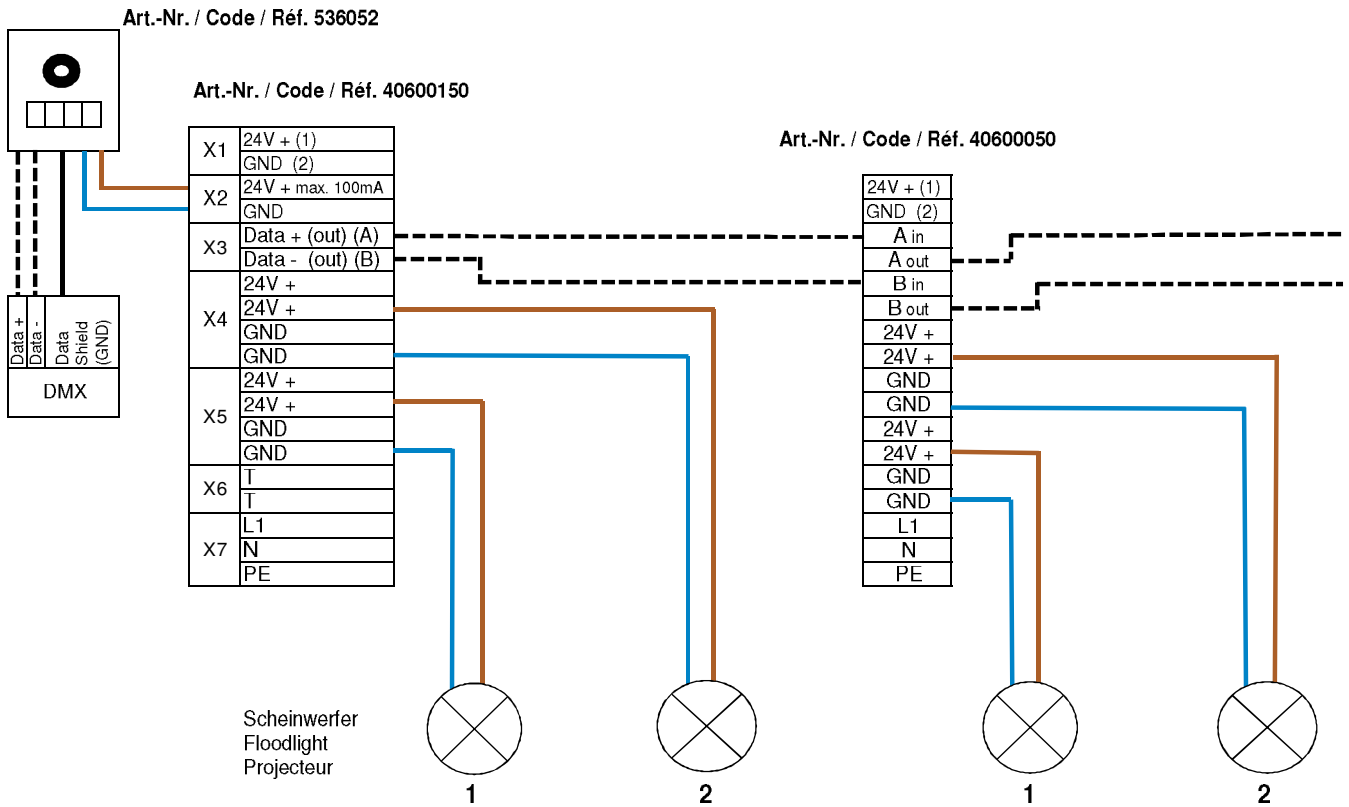 Art.-Nr. / Code / Réf. 536052
Art.-Nr. / Code / Réf. 40600150
Art.-Nr. / Code / Réf. 40600050
X1
24V + (1)
GND (2)
X2
24V + max. 100mA
GND
X3
Data + (out) (A)
Data - (out) (B)
X4
24V +
24V +
GND
GND
X5
24V +
24V +
GND
GND
X6
T
T
X7
L1
N
PE
24V + (1)
GND (2)
A in
A out
B in
B out
24V +
24V +
GND
GND
24V +
24V +
GND
GND
L1
N
PE
Data +
Data -
Data
Shield
(GND)
DMX
Scheinwerfer
Floodlight
Projecteur
1
2
1
2